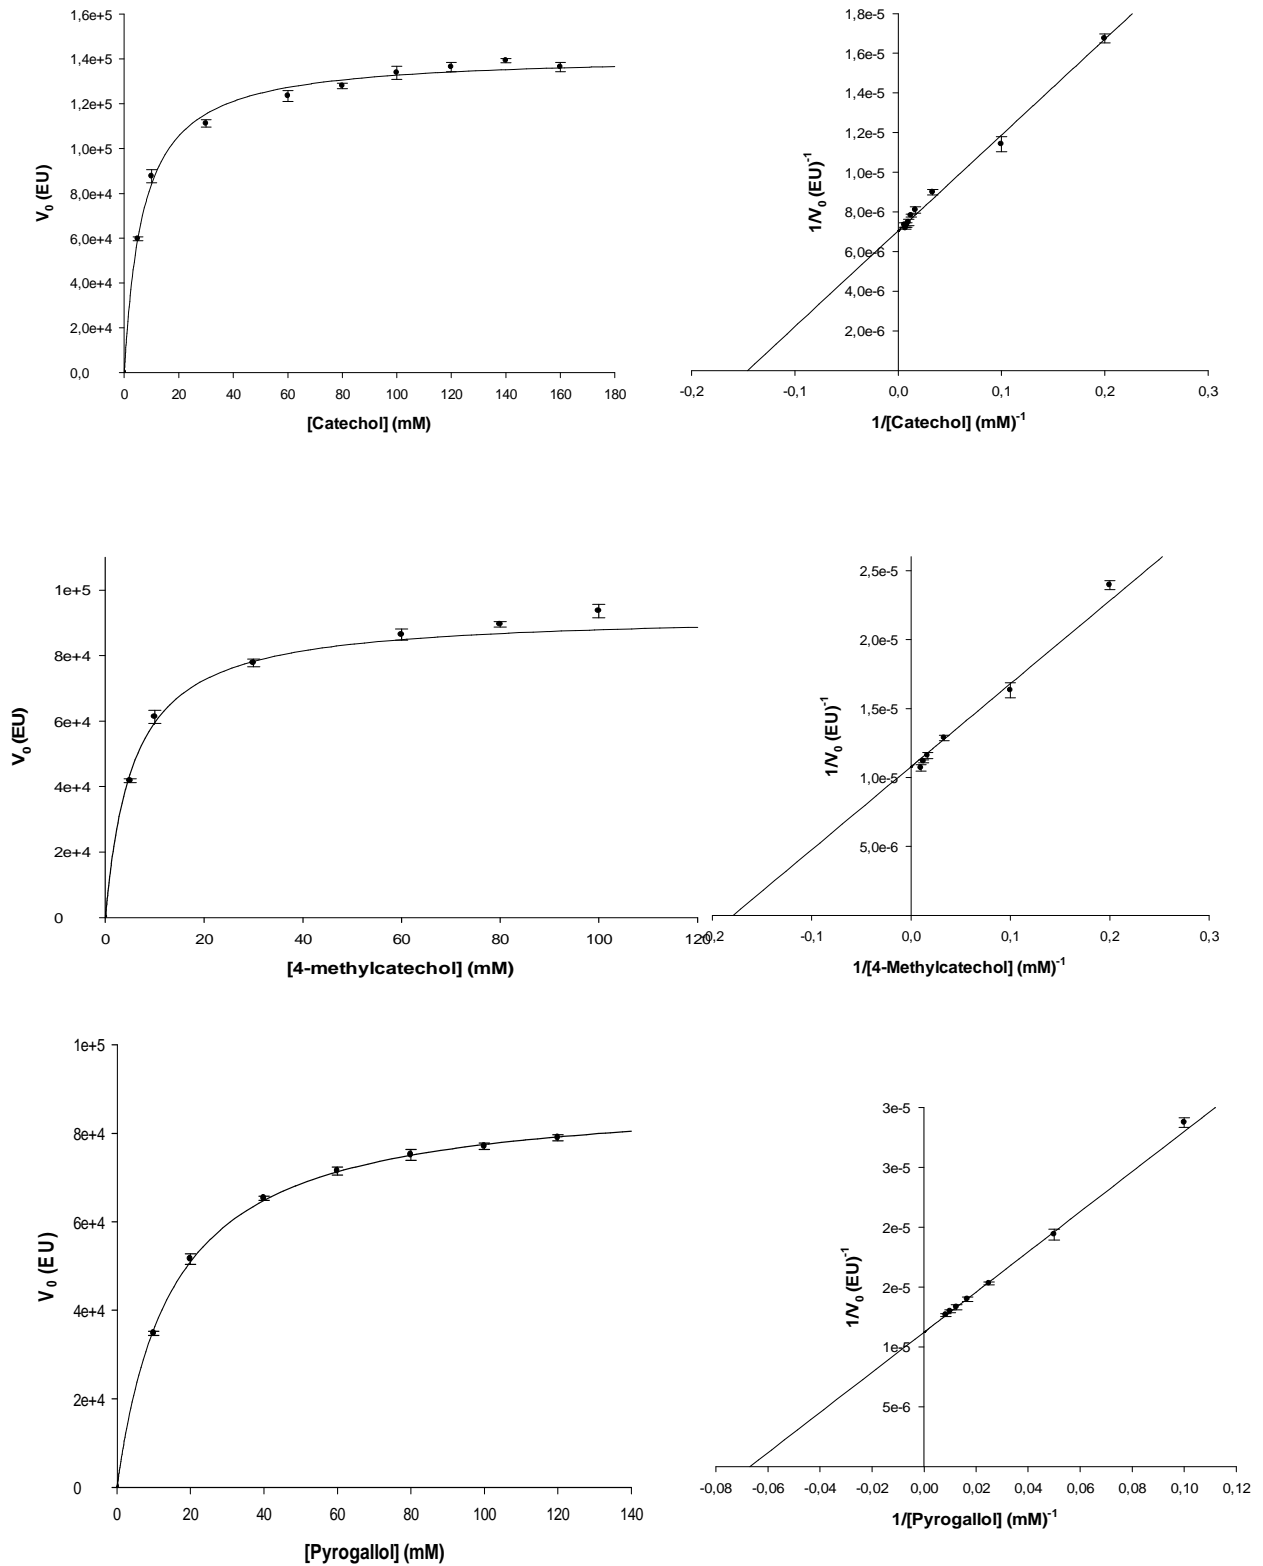 1,6e+5
1,4e+5
1,2e+5
1,0e+5
8,0e+4
6,0e+4
4,0e+4
2,0e+4
0,0
V0 (EU)
0 20 40 60 80 100 120 140 160 180
[Catechol] (mM)
1,8e-5
1,6e-5
1,4e-5
1,2e-5
1,0e-5
8,0e-6
6,0e-6
4,0e-6
2,0e-6
1/V0 (EU)-1
-0,2 -0,1 0,0 0,1 0,2 0,3
1/[Catechol] (mM)-1
1e+5
8e+4
6e+4
4e+4
2e+4
0
V0 (EU)
0 20 40 60 80 100 120
[4-methylcatechol] (mM)
2,5e-5
2,0e-5
1,5e-5
1,0e-5
5,0e-6
1/V0 (EU)-1
-0,2 -0,1 0,0 0,1 0,2 0,3
1/[4-Methylcatechol] (mM)-1
1e+5
8e+4
6e+4
4e+4
2e+4
0
V0 (EU)
0 20 40 60 80 100 120 140
[Pyrogallol] (mM)
3e-5
3e-5
2e-5
2e-5
1e-5
5e-6
1/V0 (EU)-1
-0,08 -0,06 -0,04 -0,02 0,00 0,02 0,04 0,06 0,08 0,10 0,12
1/[Pyrogallol] (mM)-1